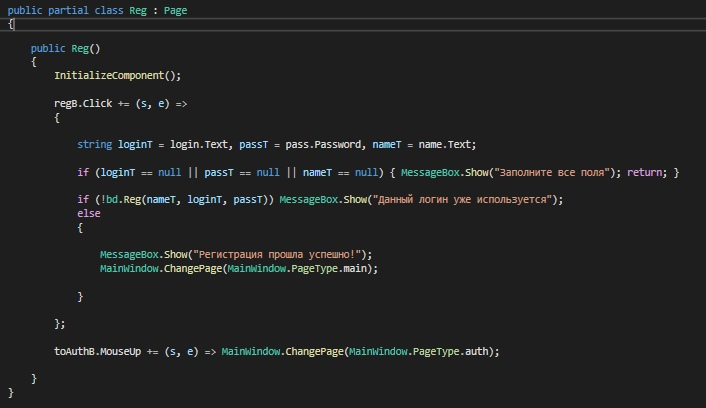 public partial class Reg : Page
{
public Reg()
{
InitializeComponent();
regB.Click += (s, e) =>
{
string loginT = login.Text, passT = pass.Password, nameT = name.Text;
if (loginT == null || passT == null || nameT == null) { MessageBox.Show("Заполните все поля"); return; }
if (!bd.Reg(nameT, loginT, passT)) MessageBox.Show("Данный логин уже используется");
else
{
MessageBox.Show("Регистрация прошла успешно!");
MainWindow.ChangePage(MainWindow.PageType.main);
}
};
toAuthB.MouseUp += (s, e) => MainWindow.ChangePage(MainWindow.PageType.auth);
}
}